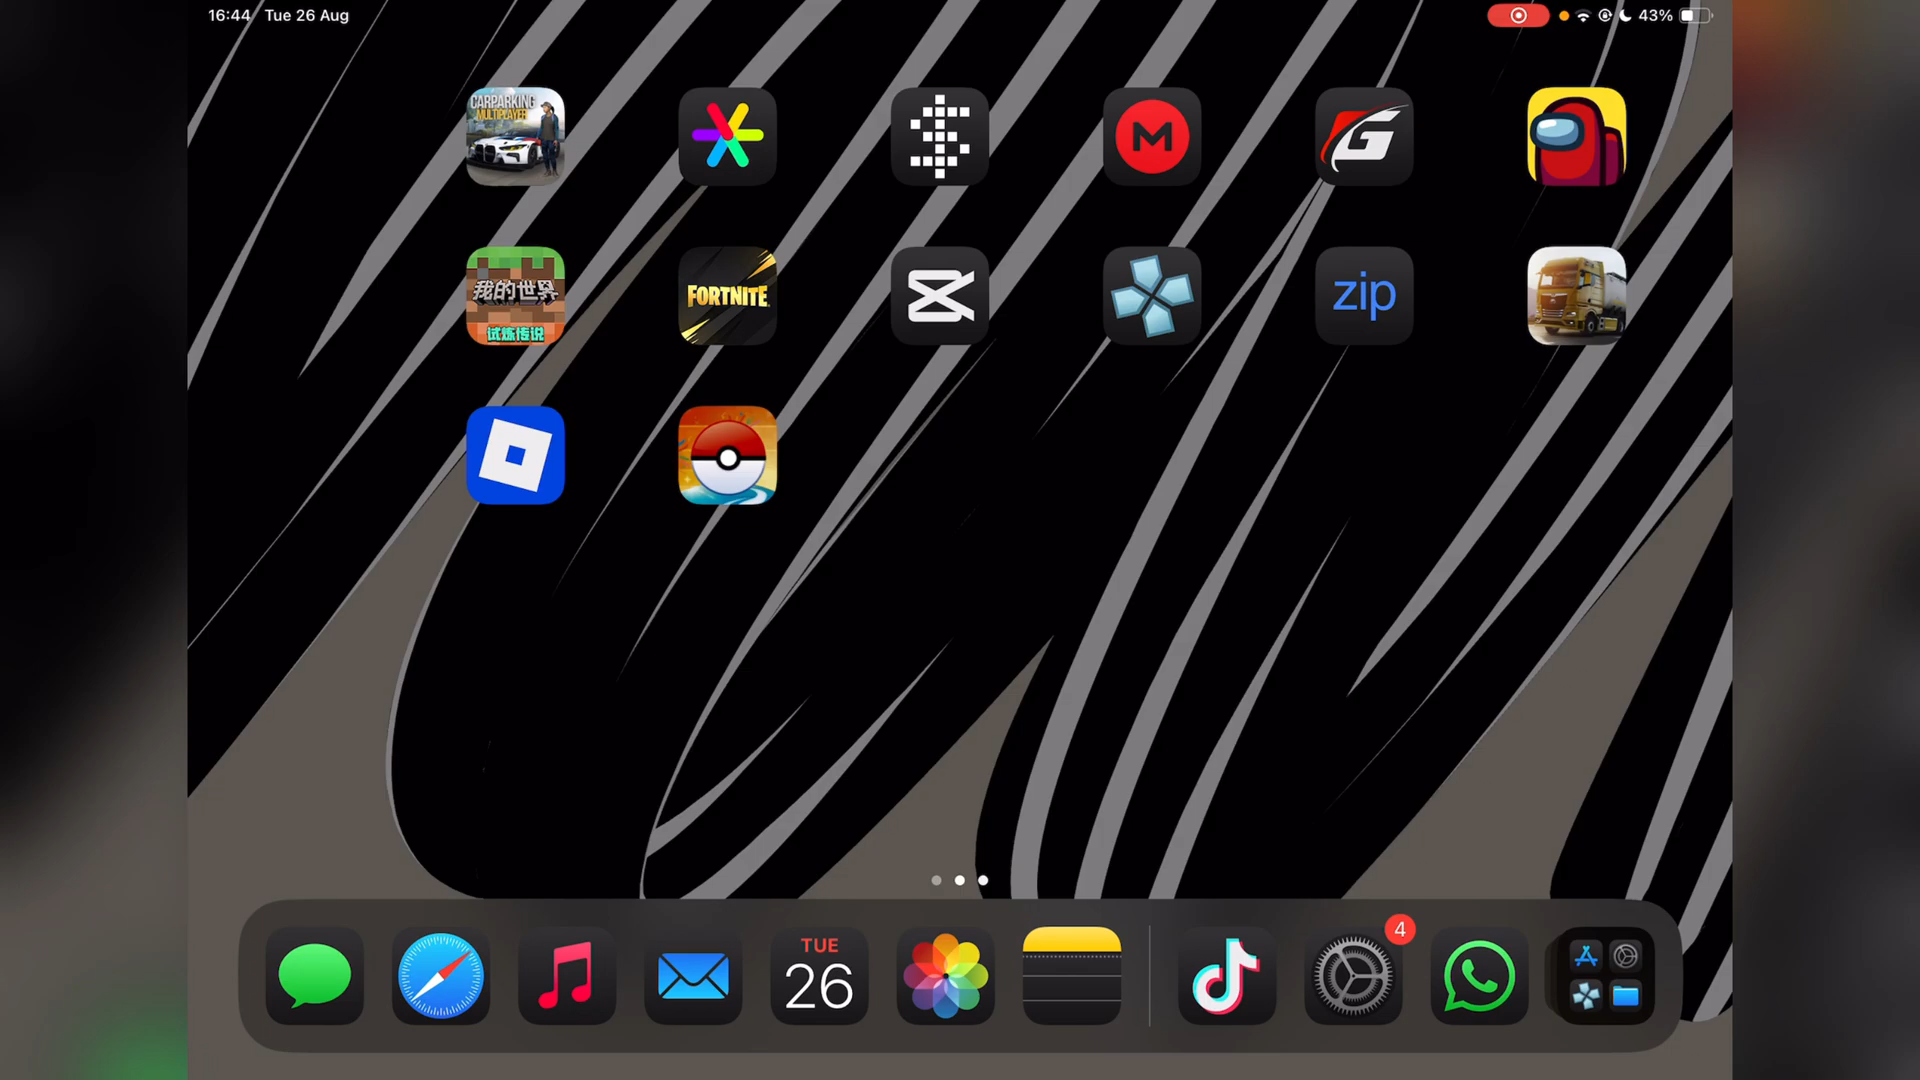 16:44 Tue 26 Aug
43%
CARPARKING
MULTIPLAYER
M
G
我的世界
试炼传说
FORTNITE
zip
TUE
26
4